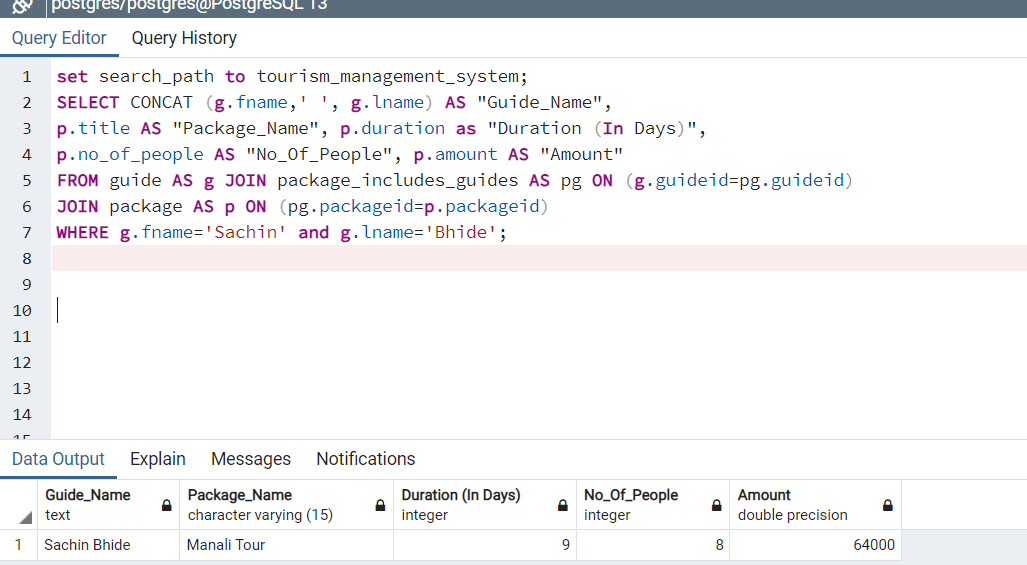 postgres/postgres@PostgreSQL 13
Query Editor Query History
1 set search_path to tourism_management_system;
2 SELECT CONCAT (g.fname,' ', g.lname) AS "Guide_Name",
3 p.title AS "Package_Name", p.duration as "Duration (In Days)",
4 p.no_of_people AS "No_Of_People", p.amount AS "Amount"
5 FROM guide AS g JOIN package_includes_guides AS pg ON (g.guideid=pg.guideid)
6 JOIN package AS p ON (pg.packageid=p.packageid)
7 WHERE g.fname='Sachin' and g.lname='Bhide';
8
9
10
11
12
13
14
15
Data Output Explain Messages Notifications
Guide_Name Package_Name Duration (In Days) No_Of_People Amount
text character varying (15) integer integer double precision
1 Sachin Bhide Manali Tour 9 8 64000